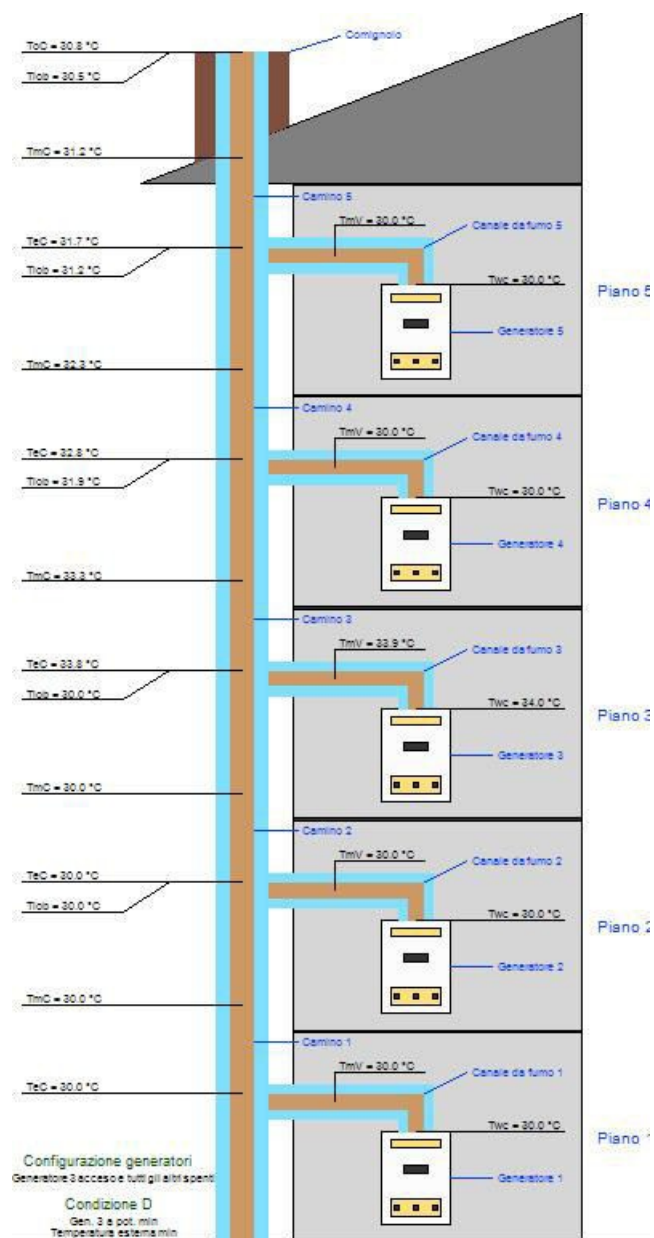 ToC = 30.8 °C
Comignolo
Tiob = 30.5 °C
TmC = 31.2 °C
Camino 5
TmV = 30.0 °C
Canale da fumo 5
TeC = 31.7 °C
Tiob = 31.2 °C
Twc = 30.0 °C
Piano 5
Generatore 5
TmC = 32.3 °C
Camino 4
TmV = 30.0 °C
Canale da fumo 4
TeC = 32.8 °C
Tiob = 31.9 °C
Twc = 30.0 °C
Piano 4
Generatore 4
TmC = 33.3 °C
Camino 3
TmV = 33.9 °C
Canale da fumo 3
TeC = 33.8 °C
Tiob = 30.0 °C
Twc = 34.0 °C
Piano 3
Generatore 3
TmC = 30.0 °C
Camino 2
TmV = 30.0 °C
Canale da fumo 2
TeC = 30.0 °C
Tiob = 30.0 °C
Twc = 30.0 °C
Piano 2
Generatore 2
TmC = 30.0 °C
Camino 1
TmV = 30.0 °C
Canale da fumo 1
TeC = 30.0 °C
Twc = 30.0 °C
Piano 1
Configurazione generatori
Generatore 3 acceso e tutti gli altri spenti
Generatore 1
Condizione D
Gen. 3 a pot. min
Temperatura esterna min